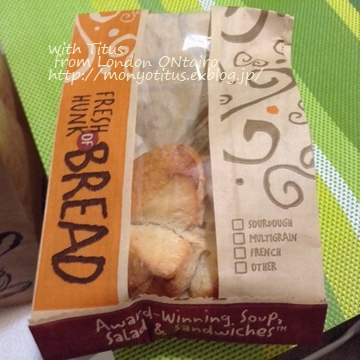 with Titus
from London ONtairo
http://monyotitus.exblog.jp/
FRESH
HUNK OF
BREAD
SOURDOUGH
MULTIGRAIN
FRENCH
OTHER
AWARD-WINNING SOUP,
SALAD & SANDWICHES™